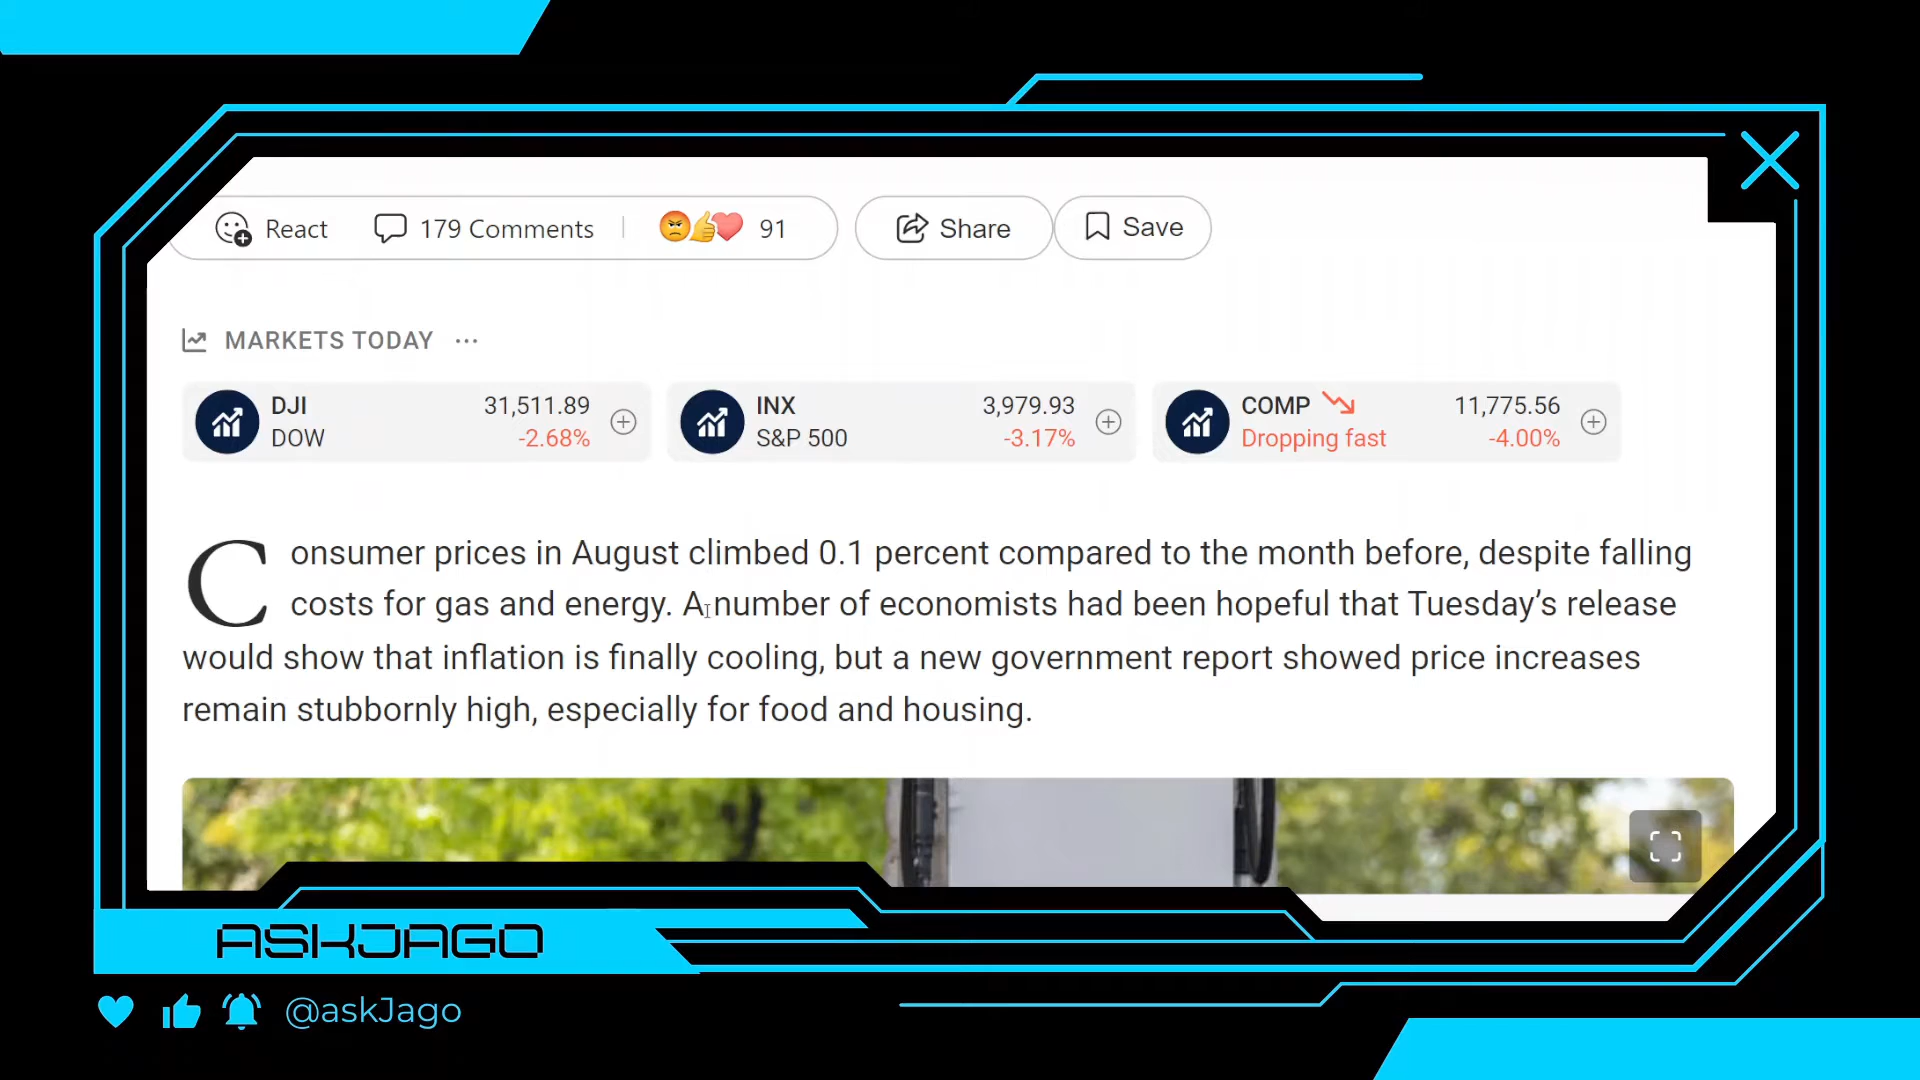 React 179 Comments 91 Share Save
MARKETS TODAY ...
DJI 31,511.89 INX 3,979.93 COMP 11,775.56
DOW -2.68% S&P 500 -3.17% Dropping fast -4.00%
Consumer prices in August climbed 0.1 percent compared to the month before, despite falling
costs for gas and energy. A number of economists had been hopeful that Tuesday’s release
would show that inflation is finally cooling, but a new government report showed price increases
remain stubbornly high, especially for food and housing.
ASKJAGO
@askJago